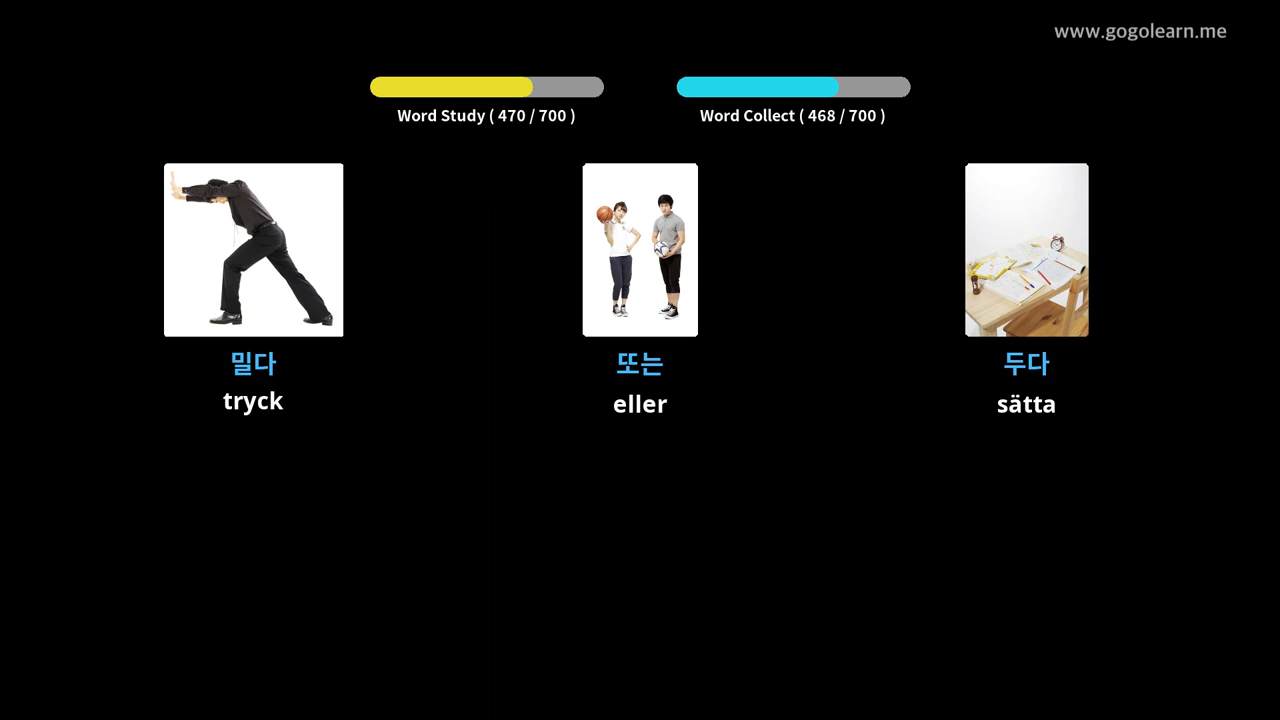 www.gogolearn.me
Word Study ( 470 / 700 )
Word Collect ( 468 / 700 )
밀다
tryck
또는
eller
두다
sätta